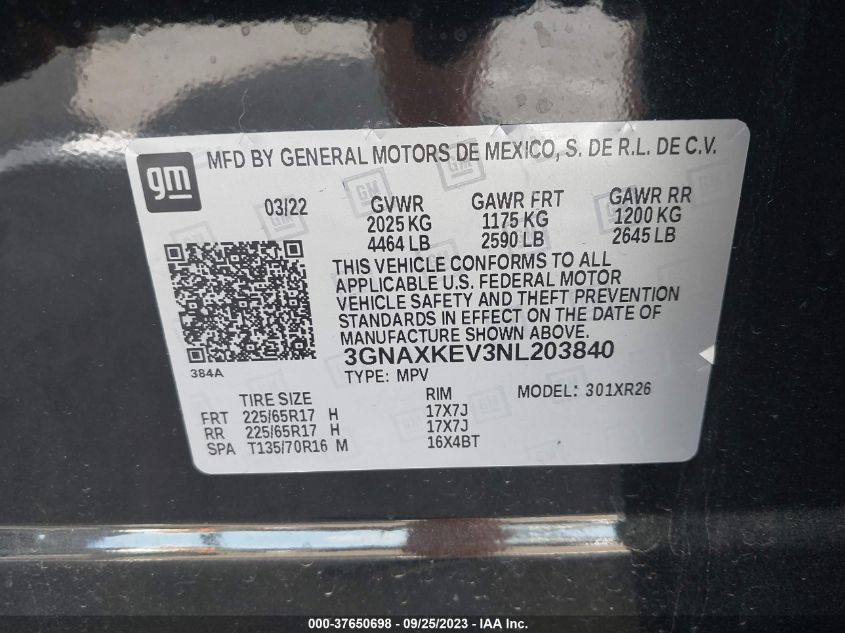 gm
MFD BY GENERAL MOTORS DE MEXICO, S. DE R.L. DE C.V.
03/22 GVWR GAWR FRT GAWR RR
2025 KG 1175 KG 1200 KG
4464 LB 2590 LB 2645 LB
THIS VEHICLE CONFORMS TO ALL
APPLICABLE U.S. FEDERAL MOTOR
VEHICLE SAFETY AND THEFT PREVENTION
STANDARDS IN EFFECT ON THE DATE OF
MANUFACTURE SHOWN ABOVE.
3GNAXKEV3NL203840
384A
TYPE: MPV
MODEL: 301XR26
TIRE SIZE RIM
FRT 225/65R17 H 17X7J
RR 225/65R17 H 17X7J
SPA T135/70R16 M 16X4BT
000-37650698 - 09/25/2023 - IAA Inc.